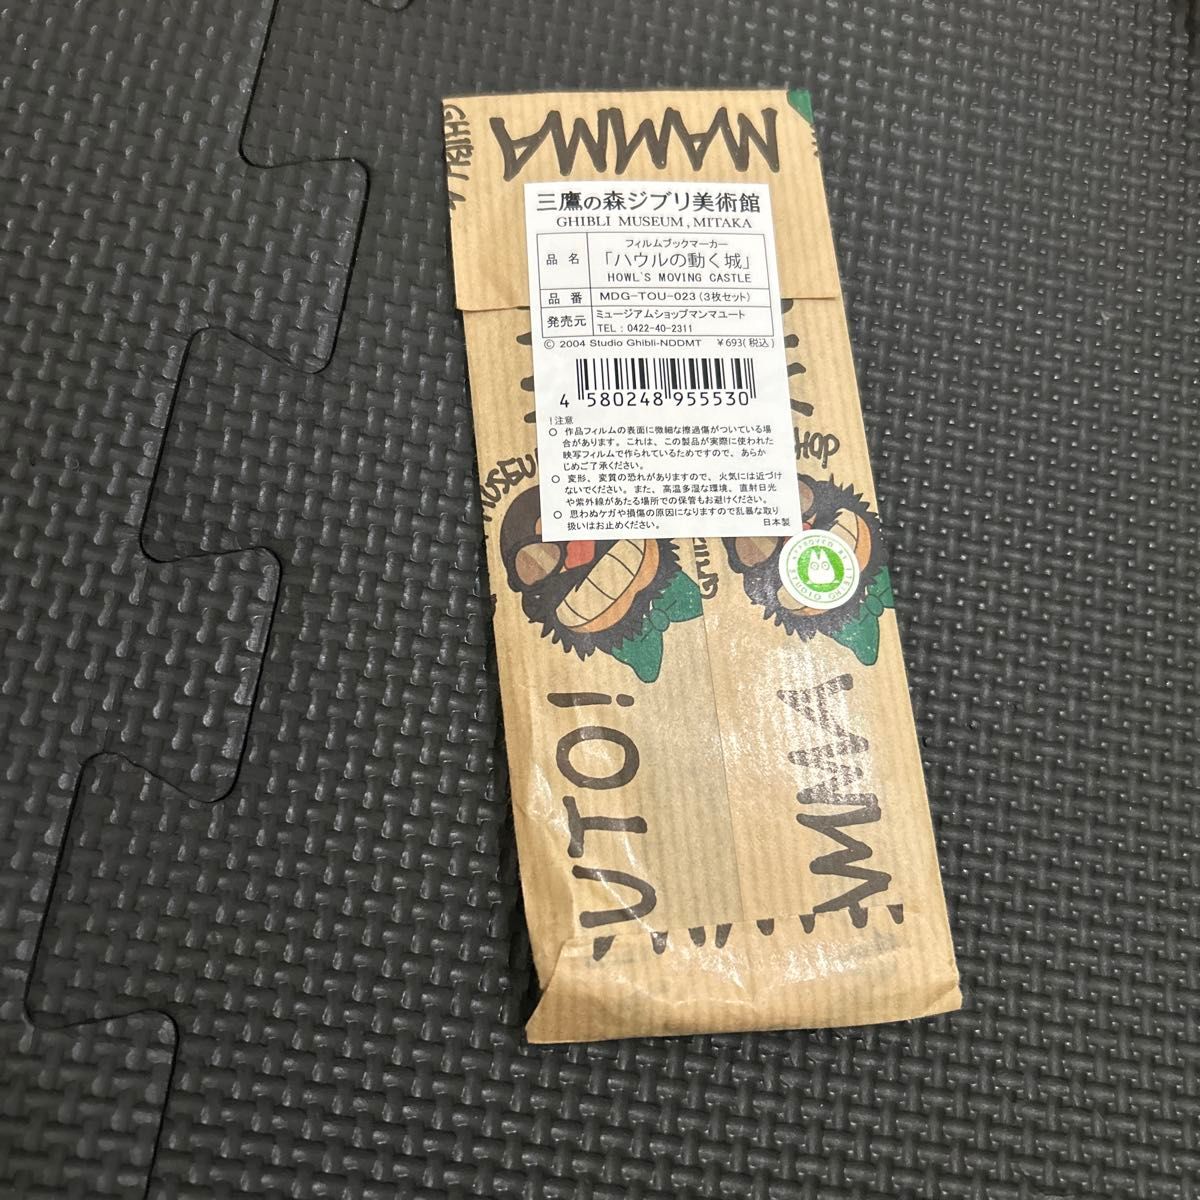 MAMMA
GHIBLI M
三鷹の森ジブリ美術館
GHIBLI MUSEUM, MITAKA
品 名
フィルムブックマーカー
「ハウルの動く城」
HOWL'S MOVING CASTLE
品 番
MDG-TOU-023(3枚セット)
発売元
ミュージアムショップマンマユート
TEL:0422-40-2311
© 2004 Studio Ghibli-NDDMT ¥693(税込)
4 580248 955530
!注意
○ 作品フィルムの表面に微細な擦過傷がついている場
合があります。これは、この製品が実際に使われた
映写フィルムで作られているためですので、あらか
じめご了承ください。
○ 変形、変質の恐れがありますので、火気には近づけ
ないでください。また、高温多湿な環境、直射日光
や紫外線があたる場所での保管もお避けください。
○ 思わぬケガや損傷の原因になりますので乱暴な取り
扱いはお止めください。
日本製
APPROVED BY STUDIO GHIBLI
UTO!